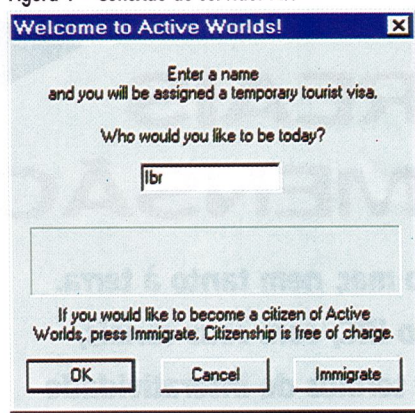 Welcome to Active Worlds!
Enter a name
and you will be assigned a temporary tourist visa.
Who would you like to be today?
lbr
If you would like to become a citizen of Active
Worlds, press Immigrate. Citizenship is free of charge.
OK
Cancel
Immigrate